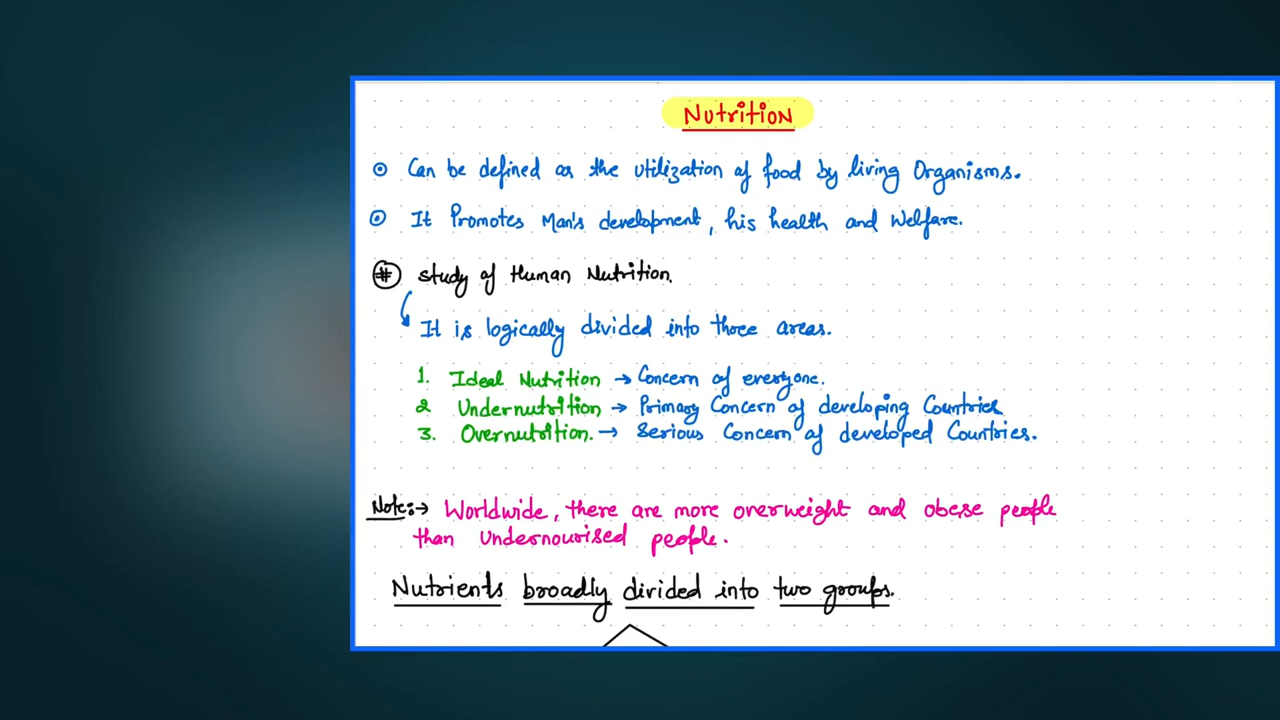 Nutrition
Can be defined as the utilization of food by living Organisms.
It Promotes Man's development, his health and Welfare.
# Study of Human Nutrition.
It is logically divided into three areas.
1. Ideal Nutrition → Concern of everyone.
2 Undernutrition → Primary Concern of developing Countries
3. Overnutrition. → Serious Concern of developed Countries.
Note:→ Worldwide, there are more overweight and obese people
than undernourised people.
Nutrients broadly divided into two groups.